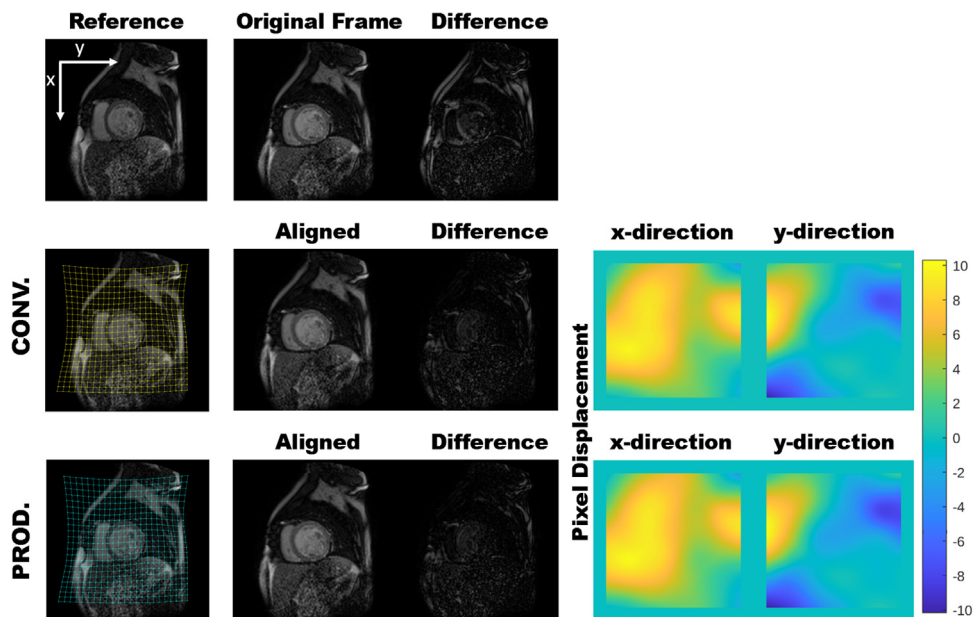 Reference Original Frame Difference
y
x
Aligned Difference
x-direction y-direction
CONV.
Pixel Displacement
10
8
6
4
2
0
-2
-4
-6
-8
-10
Aligned Difference
x-direction y-direction
PROD.